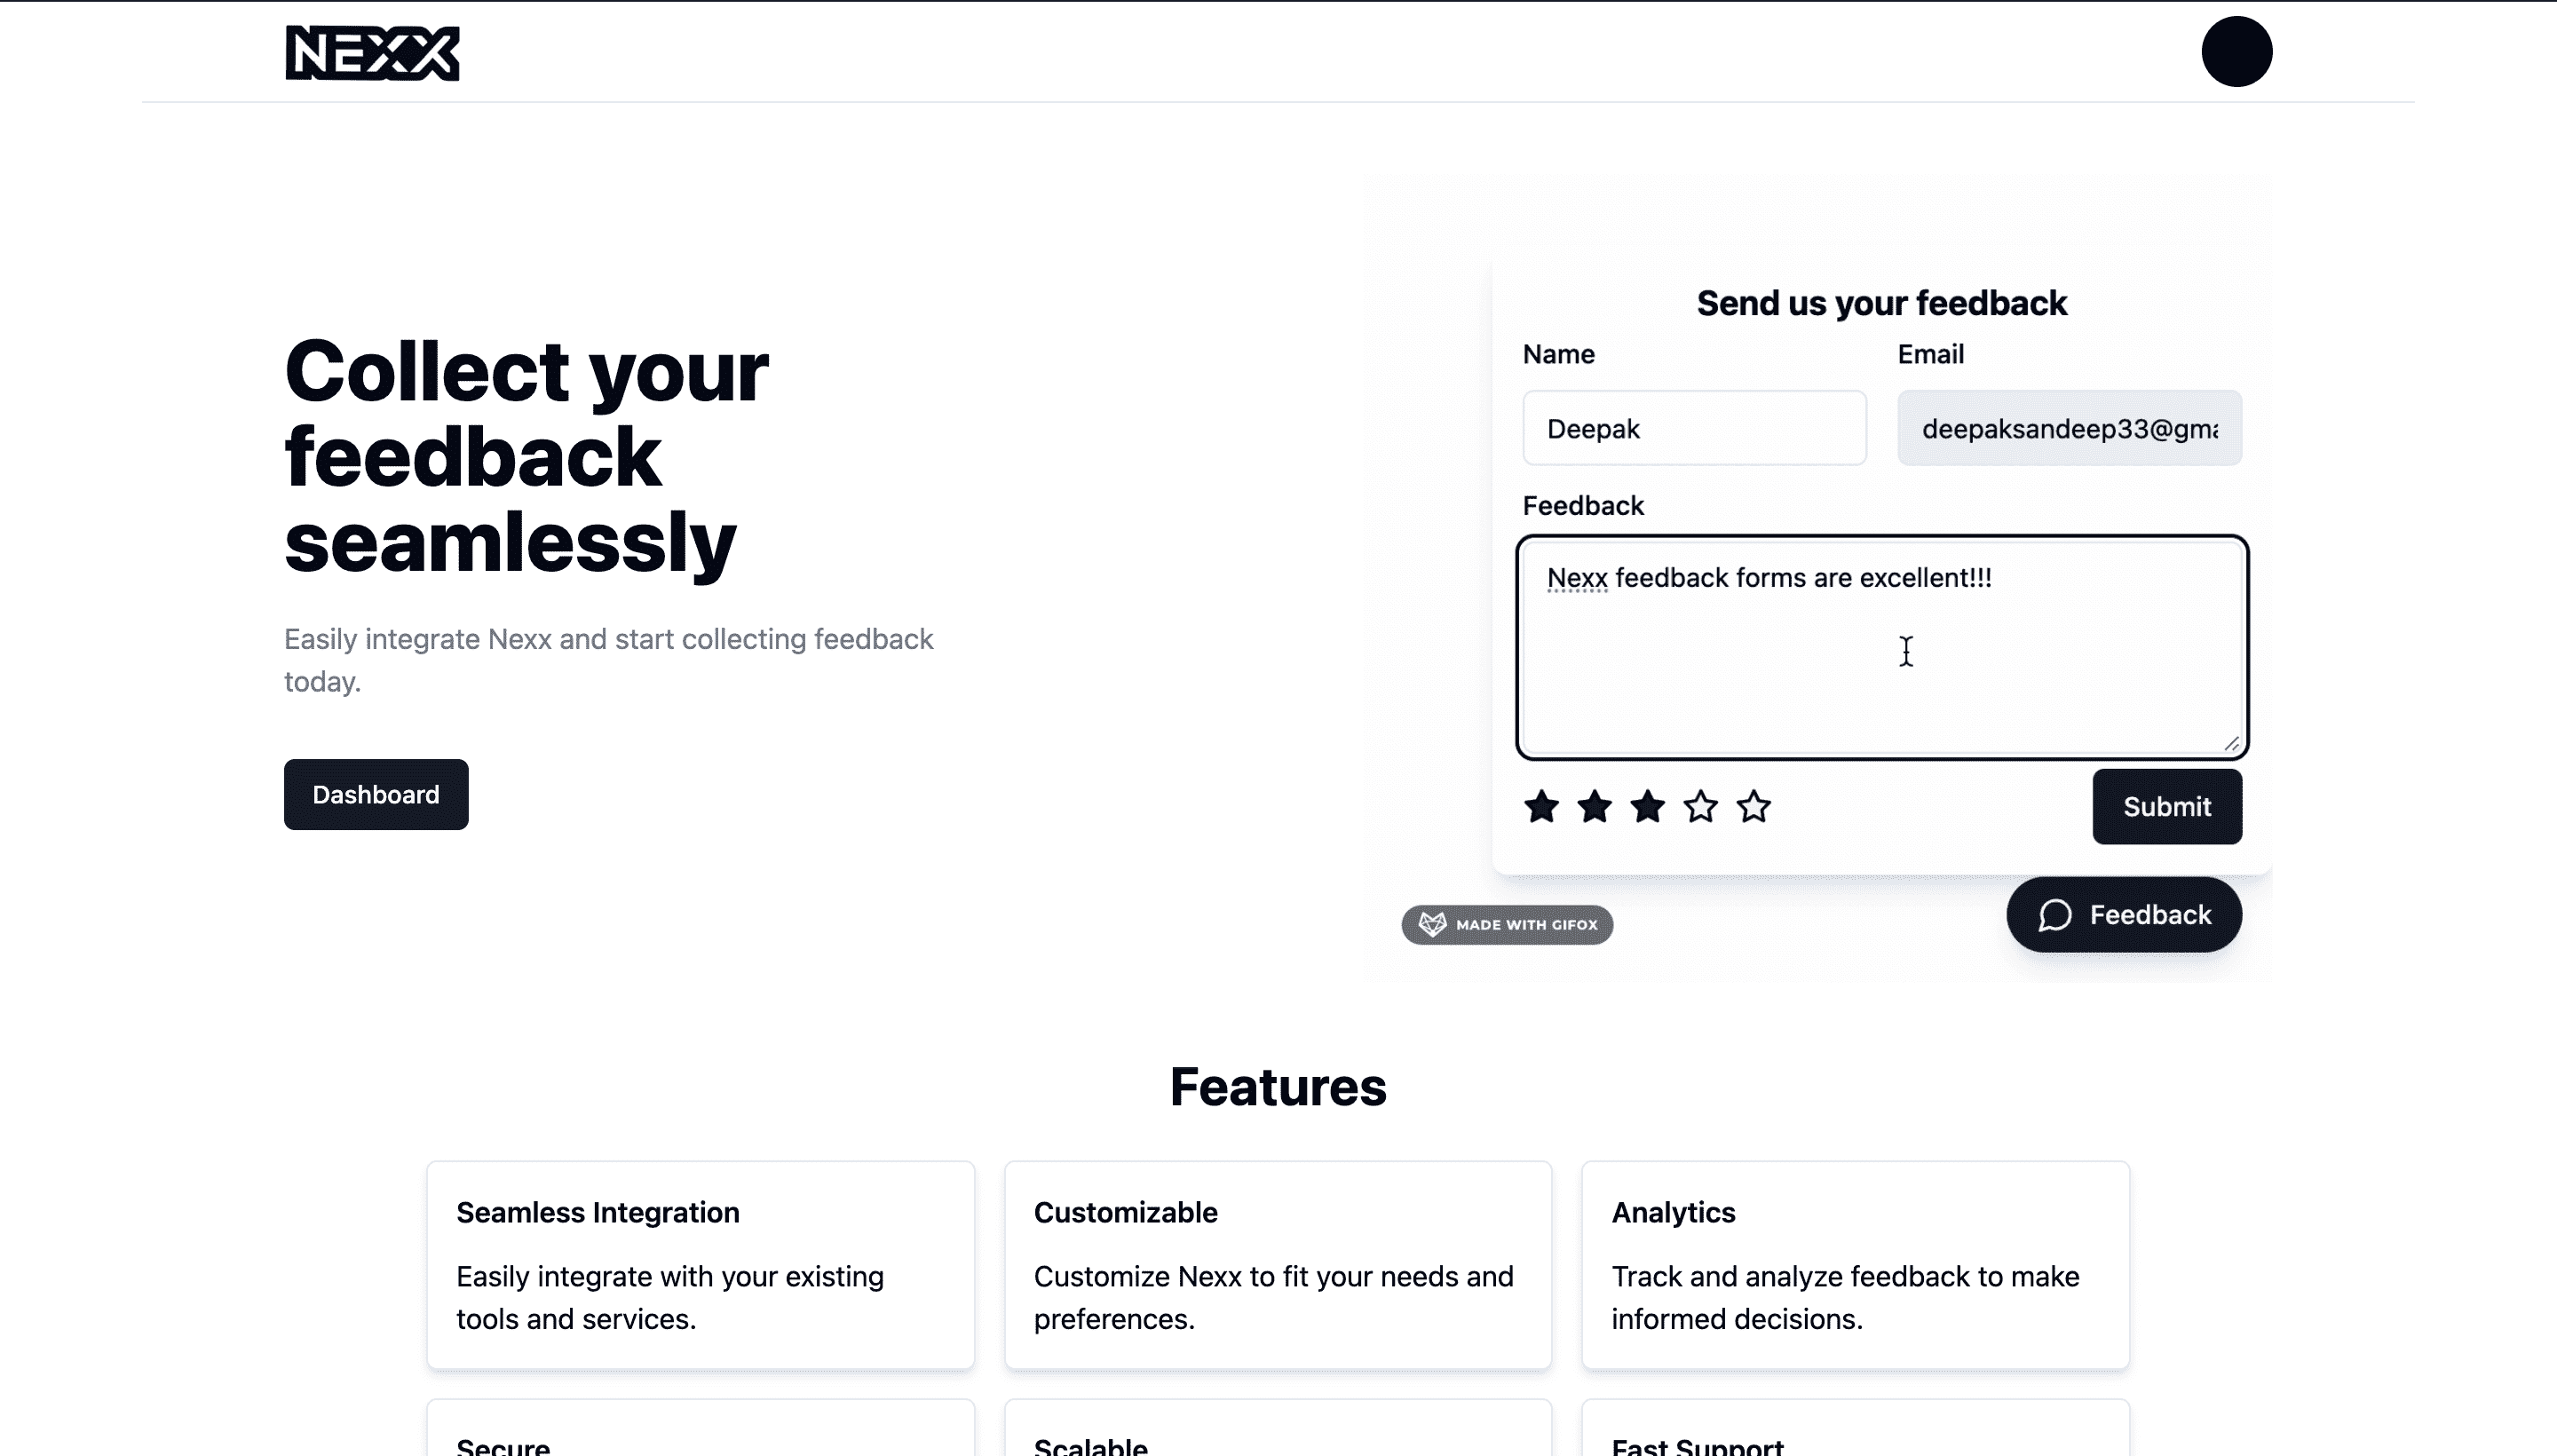 NEXX
Collect your
feedback
seamlessly
Easily integrate Nexx and start collecting feedback
today.
Dashboard
Send us your feedback
Name
Email
Deepak
deepaksandeep33@gma
Feedback
Nexx feedback forms are excellent!!!
Submit
MADE WITH GIFOX
Feedback
Features
Seamless Integration
Easily integrate with your existing
tools and services.
Customizable
Customize Nexx to fit your needs and
preferences.
Analytics
Track and analyze feedback to make
informed decisions.
Secure
Scalable
Fast Support